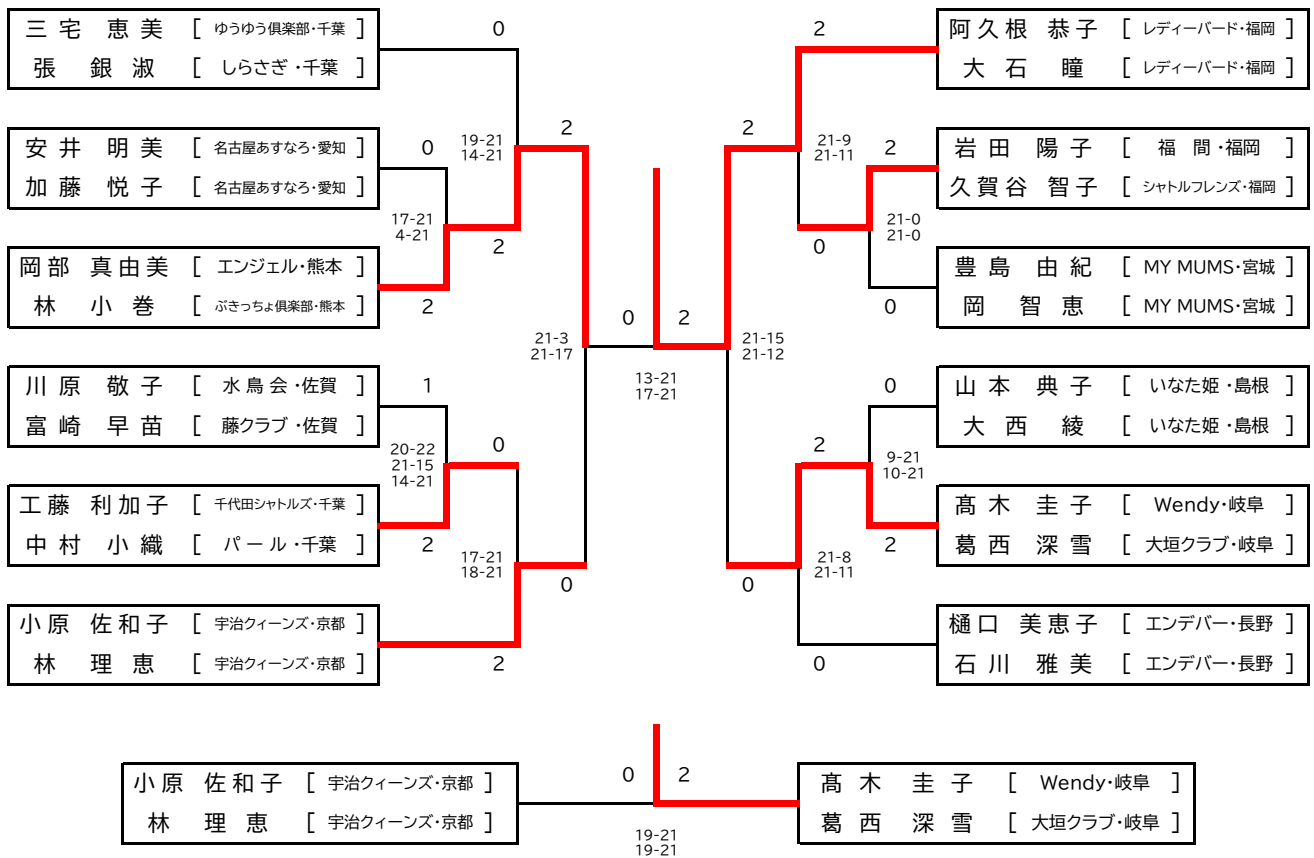 三宅 恵美 [ ゆうゆう倶楽部・千葉 ]
張 銀淑 [ しらさぎ・千葉 ]
安井 明美 [ 名古屋あすなろ・愛知 ]
加藤 悦子 [ 名古屋あすなろ・愛知 ]
岡部 真由美 [ エンジェル・熊本 ]
林 小巻 [ ぶきっちょ倶楽部・熊本 ]
川原 敬子 [ 水鳥会・佐賀 ]
富崎 早苗 [ 藤クラブ・佐賀 ]
工藤 利加子 [ 千代田シャトルズ・千葉 ]
中村 小織 [ パール・千葉 ]
小原 佐和子 [ 宇治クィーンズ・京都 ]
林 理恵 [ 宇治クィーンズ・京都 ]
0
0
19-21
14-21
2
17-21
4-21
2
2
1
20-22
21-15
14-21
0
2
17-21
18-21
0
2
21-3
21-17
0
2
13-21
17-21
2
2
21-9
21-11
2
21-0
21-0
0
0
21-15
21-12
0
2
9-21
10-21
2
21-8
21-11
0
0
阿久根 恭子 [ レディーバード・福岡 ]
大石 瞳 [ レディーバード・福岡 ]
岩田 陽子 [ 福間・福岡 ]
久賀谷 智子 [ シャトルフレンズ・福岡 ]
豊島 由紀 [ MY MUMS・宮城 ]
岡 智恵 [ MY MUMS・宮城 ]
山本 典子 [ いなた姫・島根 ]
大西 綾 [ いなた姫・島根 ]
髙木 圭子 [ Wendy・岐阜 ]
葛西 深雪 [ 大垣クラブ・岐阜 ]
樋口 美恵子 [ エンデバー・長野 ]
石川 雅美 [ エンデバー・長野 ]
小原 佐和子 [ 宇治クィーンズ・京都 ]
林 理恵 [ 宇治クィーンズ・京都 ]
0
2
19-21
19-21
髙木 圭子 [ Wendy・岐阜 ]
葛西 深雪 [ 大垣クラブ・岐阜 ]